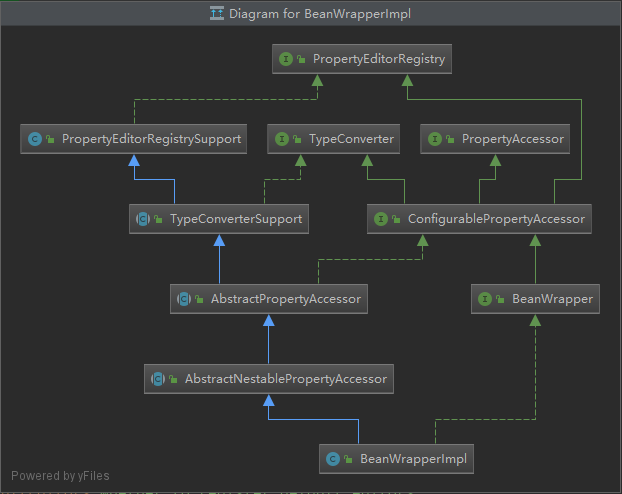 Diagram for BeanWrapperImpl
PropertyEditorRegistry
PropertyEditorRegistrySupport
TypeConverter
PropertyAccessor
TypeConverterSupport
ConfigurablePropertyAccessor
AbstractPropertyAccessor
BeanWrapper
AbstractNestablePropertyAccessor
BeanWrapperImpl
Powered by yFiles